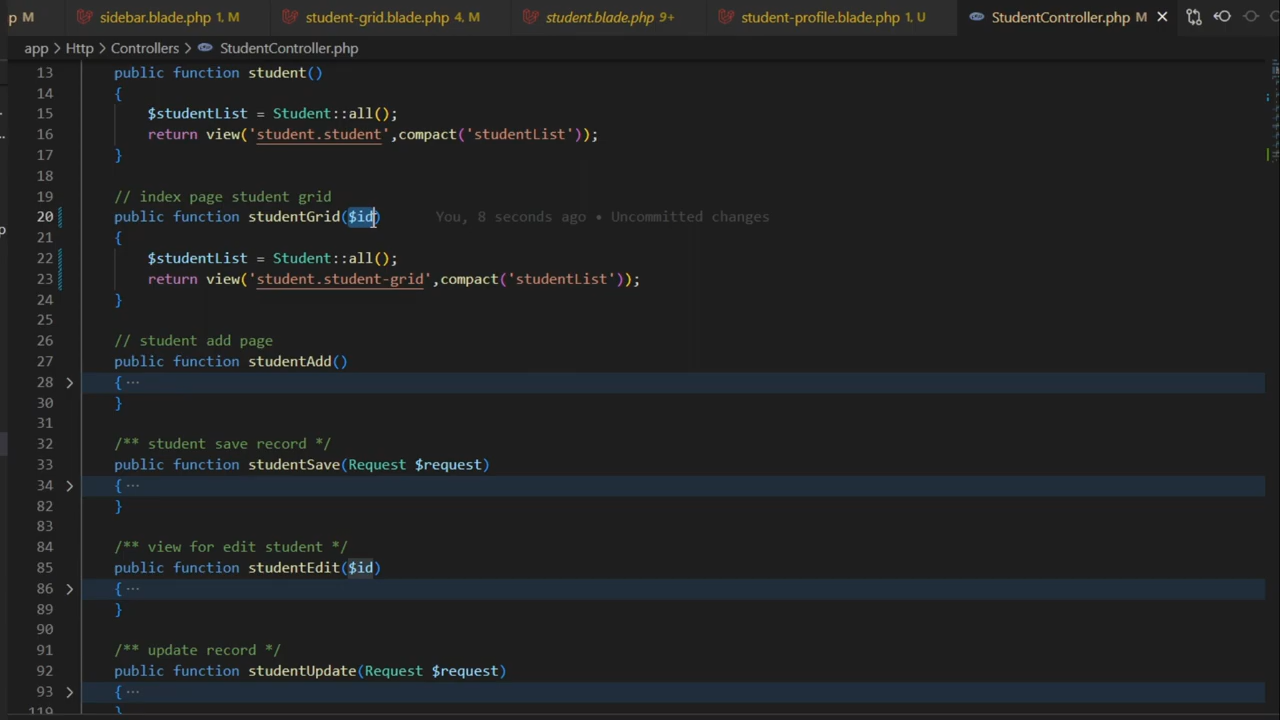 p M sidebar.blade.php 1, M student-grid.blade.php 4, M student.blade.php 9+ student-profile.blade.php 1, U StudentController.php M
app > Http > Controllers > StudentController.php
13 public function student()
14 {
15 $studentList = Student::all();
16 return view('student.student',compact('studentList'));
17 }
18
19 // index page student grid
20 public function studentGrid($id) You, 8 seconds ago • Uncommitted changes
21 {
22 $studentList = Student::all();
23 return view('student.student-grid',compact('studentList'));
24 }
25
26 // student add page
27 public function studentAdd()
28 { ...
30 }
31
32 /** student save record */
33 public function studentSave(Request $request)
34 { ...
82 }
83
84 /** view for edit student */
85 public function studentEdit($id)
86 { ...
89 }
90
91 /** update record */
92 public function studentUpdate(Request $request)
93 { ...
119 }